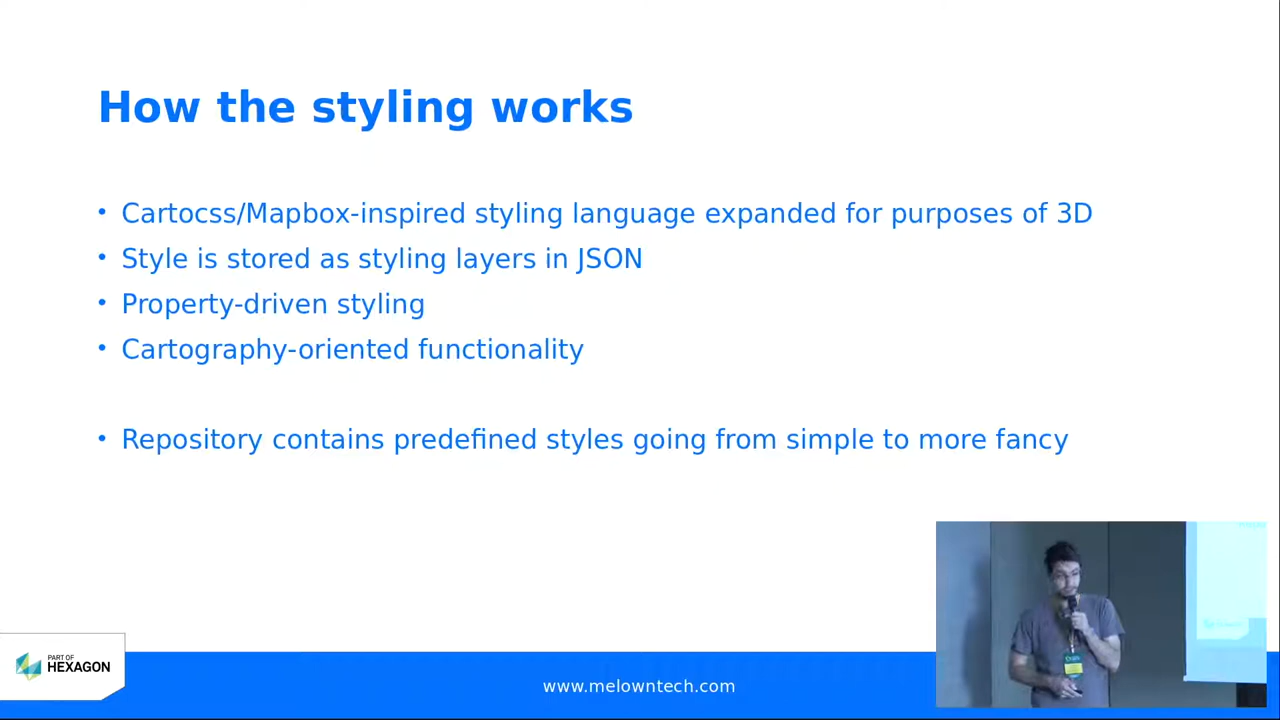 How the styling works
• Cartocss/Mapbox-inspired styling language expanded for purposes of 3D
• Style is stored as styling layers in JSON
• Property-driven styling
• Cartography-oriented functionality
• Repository contains predefined styles going from simple to more fancy
PART OF
HEXAGON
www.melowntech.com